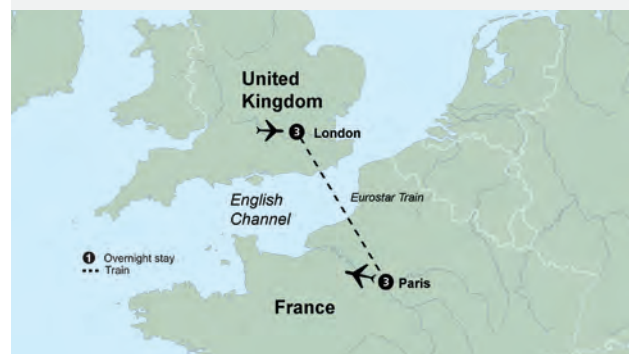 United
Kingdom
3 London
English
Channel
Eurostar Train
1 Overnight stay
Train
3 Paris
France